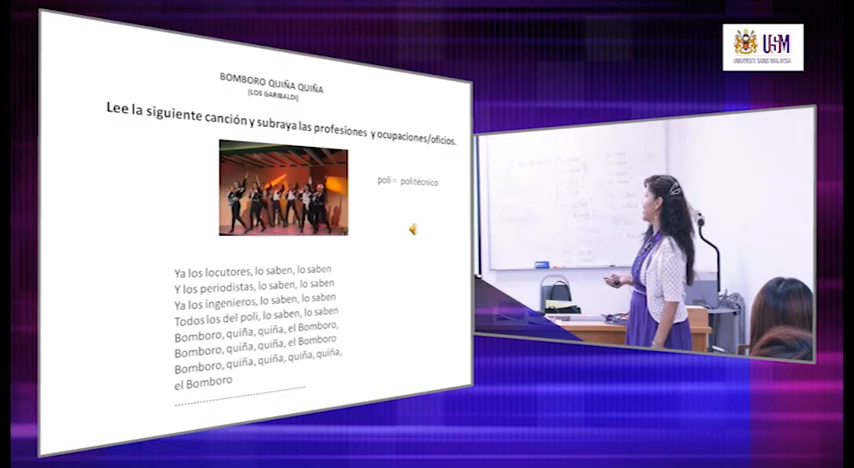 BOMBORO QUIÑA QUIÑA
(LOS GARIBALDI)
Lee la siguiente canción y subraya las profesiones y ocupaciones/oficios.
poli = politécnico
Ya los locutores, lo saben, lo saben
Y los periodistas, lo saben, lo saben
Ya los ingenieros, lo saben, lo saben
Todos los del poli, lo saben, lo saben
Bomboro, quiña, quiña, el Bomboro,
Bomboro, quiña, quiña, el Bomboro
Bomboro, quiña, quiña, quiña, quiña,
el Bomboro
USM
UNIVERSITI SAINS MALAYSIA